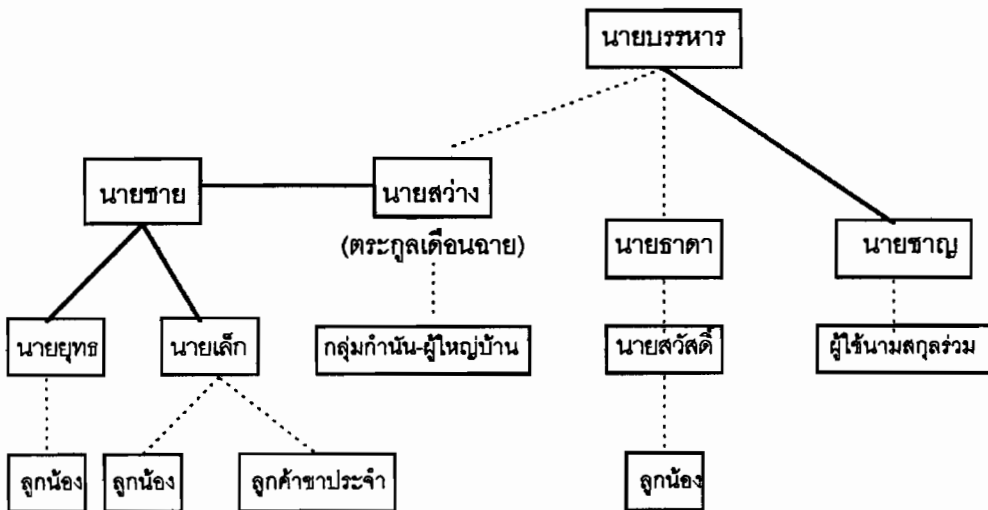 นายบรรหาร
นายชาย
นายสว่าง
(ตระกูลเดือนฉาย)
นายธาดา
นายชาญ
นายยุทธ
นายเล็ก
กลุ่มกำนัน-ผู้ใหญ่บ้าน
นายสวัสดิ์
ผู้ใช้นามสกุลร่วม
ลูกน้อง
ลูกน้อง
ลูกค้าขาประจำ
ลูกน้อง